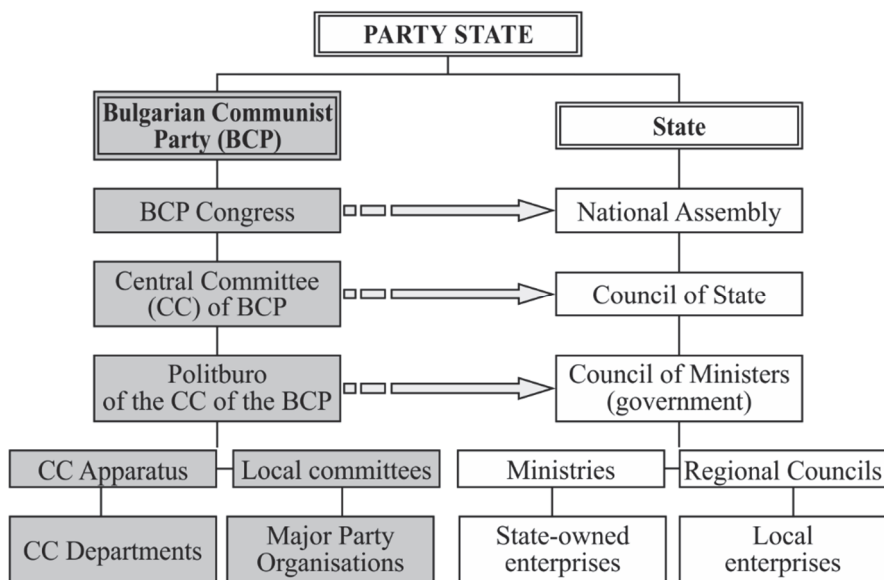 PARTY STATE
Bulgarian Communist
Party (BCP)
State
BCP Congress
National Assembly
Central Committee
(CC) of BCP
Council of State
Politburo
of the CC of the BCP
Council of Ministers
(government)
CC Apparatus
Local committees
Ministries
Regional Councils
CC Departments
Major Party
Organisations
State-owned
enterprises
Local
enterprises